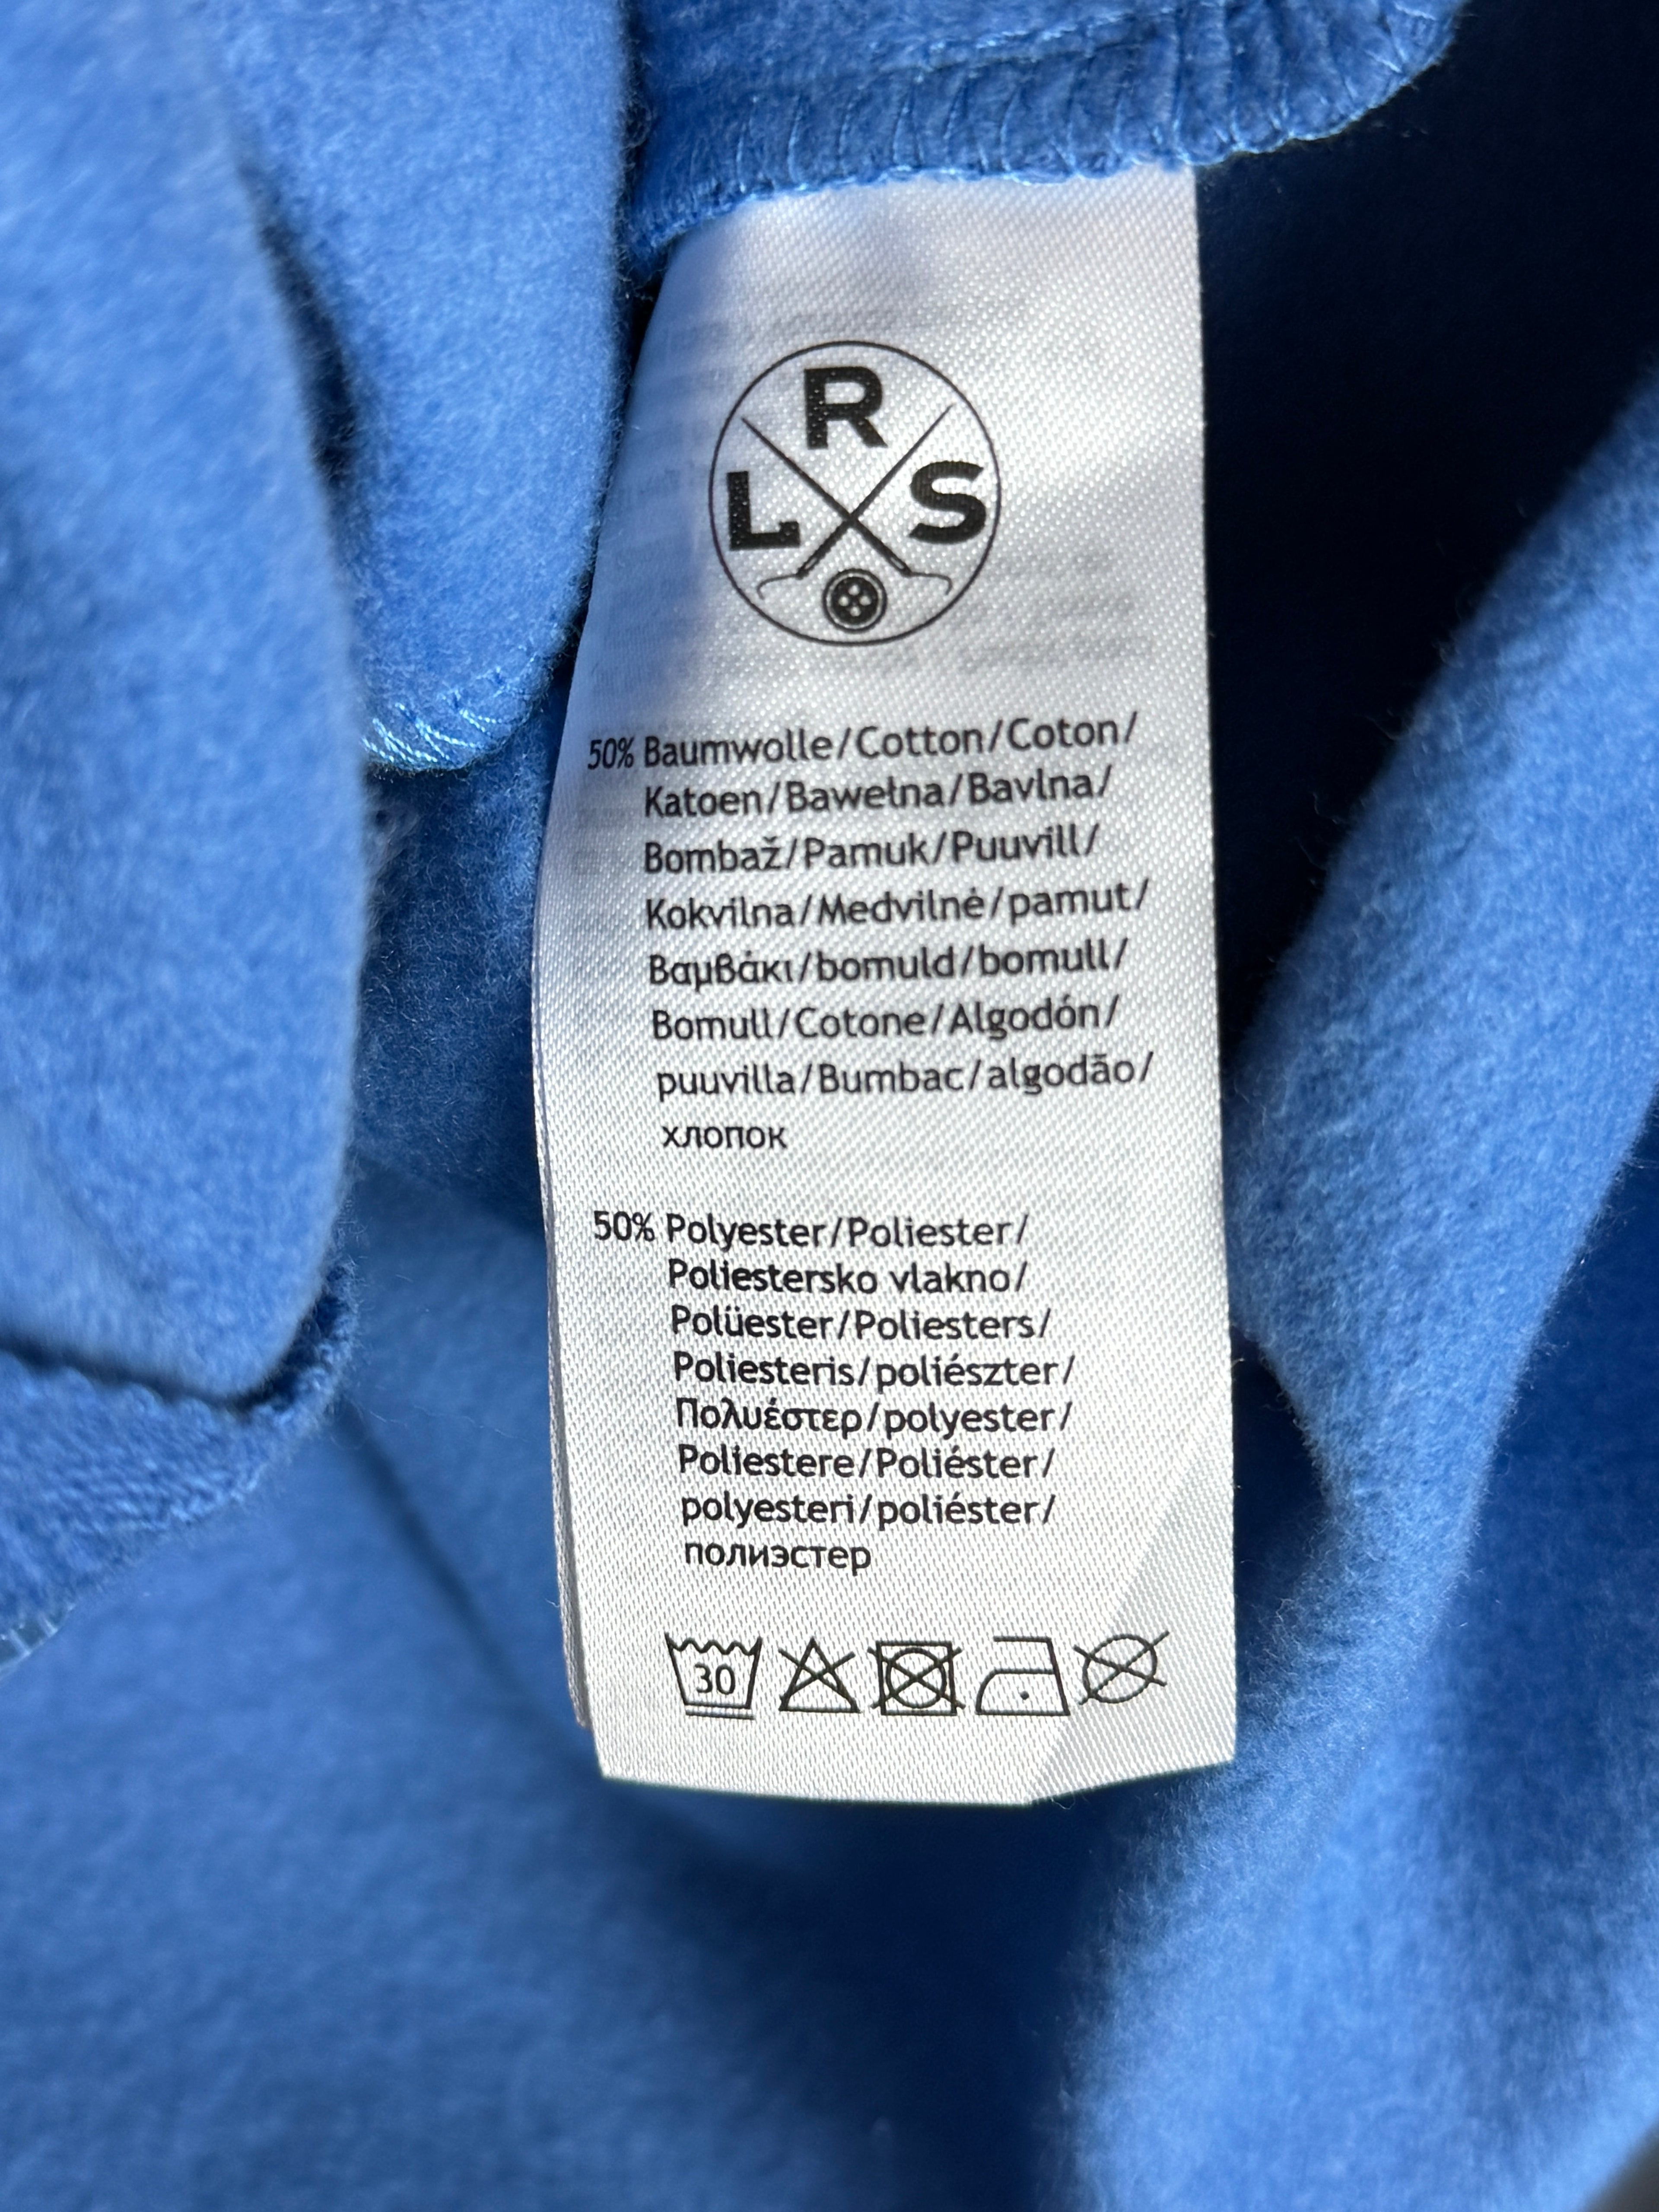 R
L S
50% Baumwolle/Cotton/Coton/
Katoen/Bawełna/Bavlna/
Bombaž/Pamuk/Puuvill/
Kokvilna/Medvilnė/pamut/
Βαμβάκι/bomuld/bomull/
Bomull/Cotone/Algodón/
puuvilla/Bumbac/algodão/
хлопок
50% Polyester/Poliester/
Poliestersko vlakno/
Polüester/Poliesters/
Poliesteris/poliészter/
Πολυέστερ/polyester/
Poliestere/Poliéster/
polyesteri/poliéster/
полиэстер
30